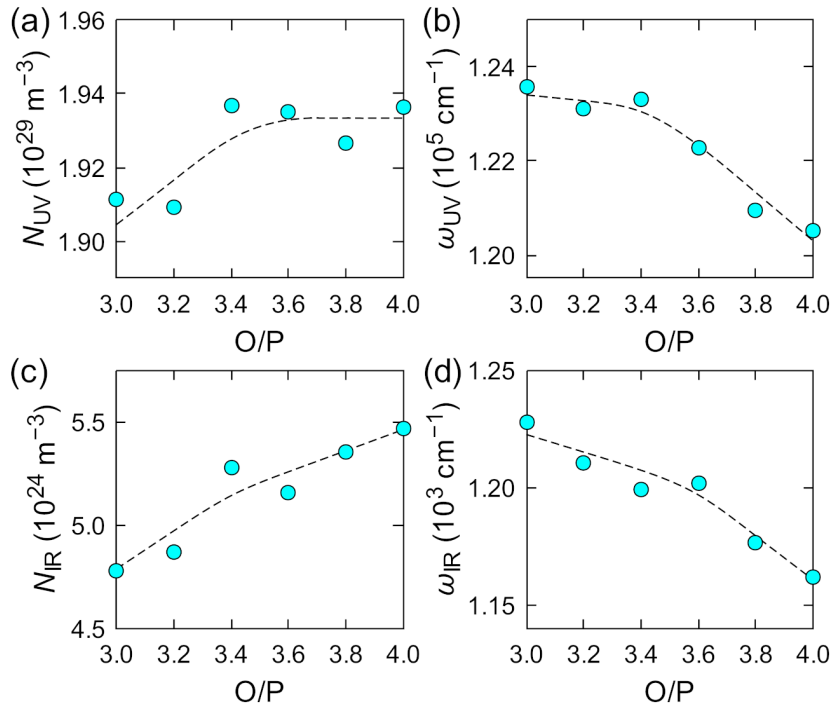 (a)
1.96
1.94
1.92
1.90
N_UV (10^29 m^−3)
3.0 3.2 3.4 3.6 3.8 4.0
O/P
(b)
1.24
1.22
1.20
ω_UV (10^5 cm^−1)
3.0 3.2 3.4 3.6 3.8 4.0
O/P
(c)
5.5
5.0
4.5
N_IR (10^24 m^−3)
3.0 3.2 3.4 3.6 3.8 4.0
O/P
(d)
1.25
1.20
1.15
ω_IR (10^3 cm^−1)
3.0 3.2 3.4 3.6 3.8 4.0
O/P